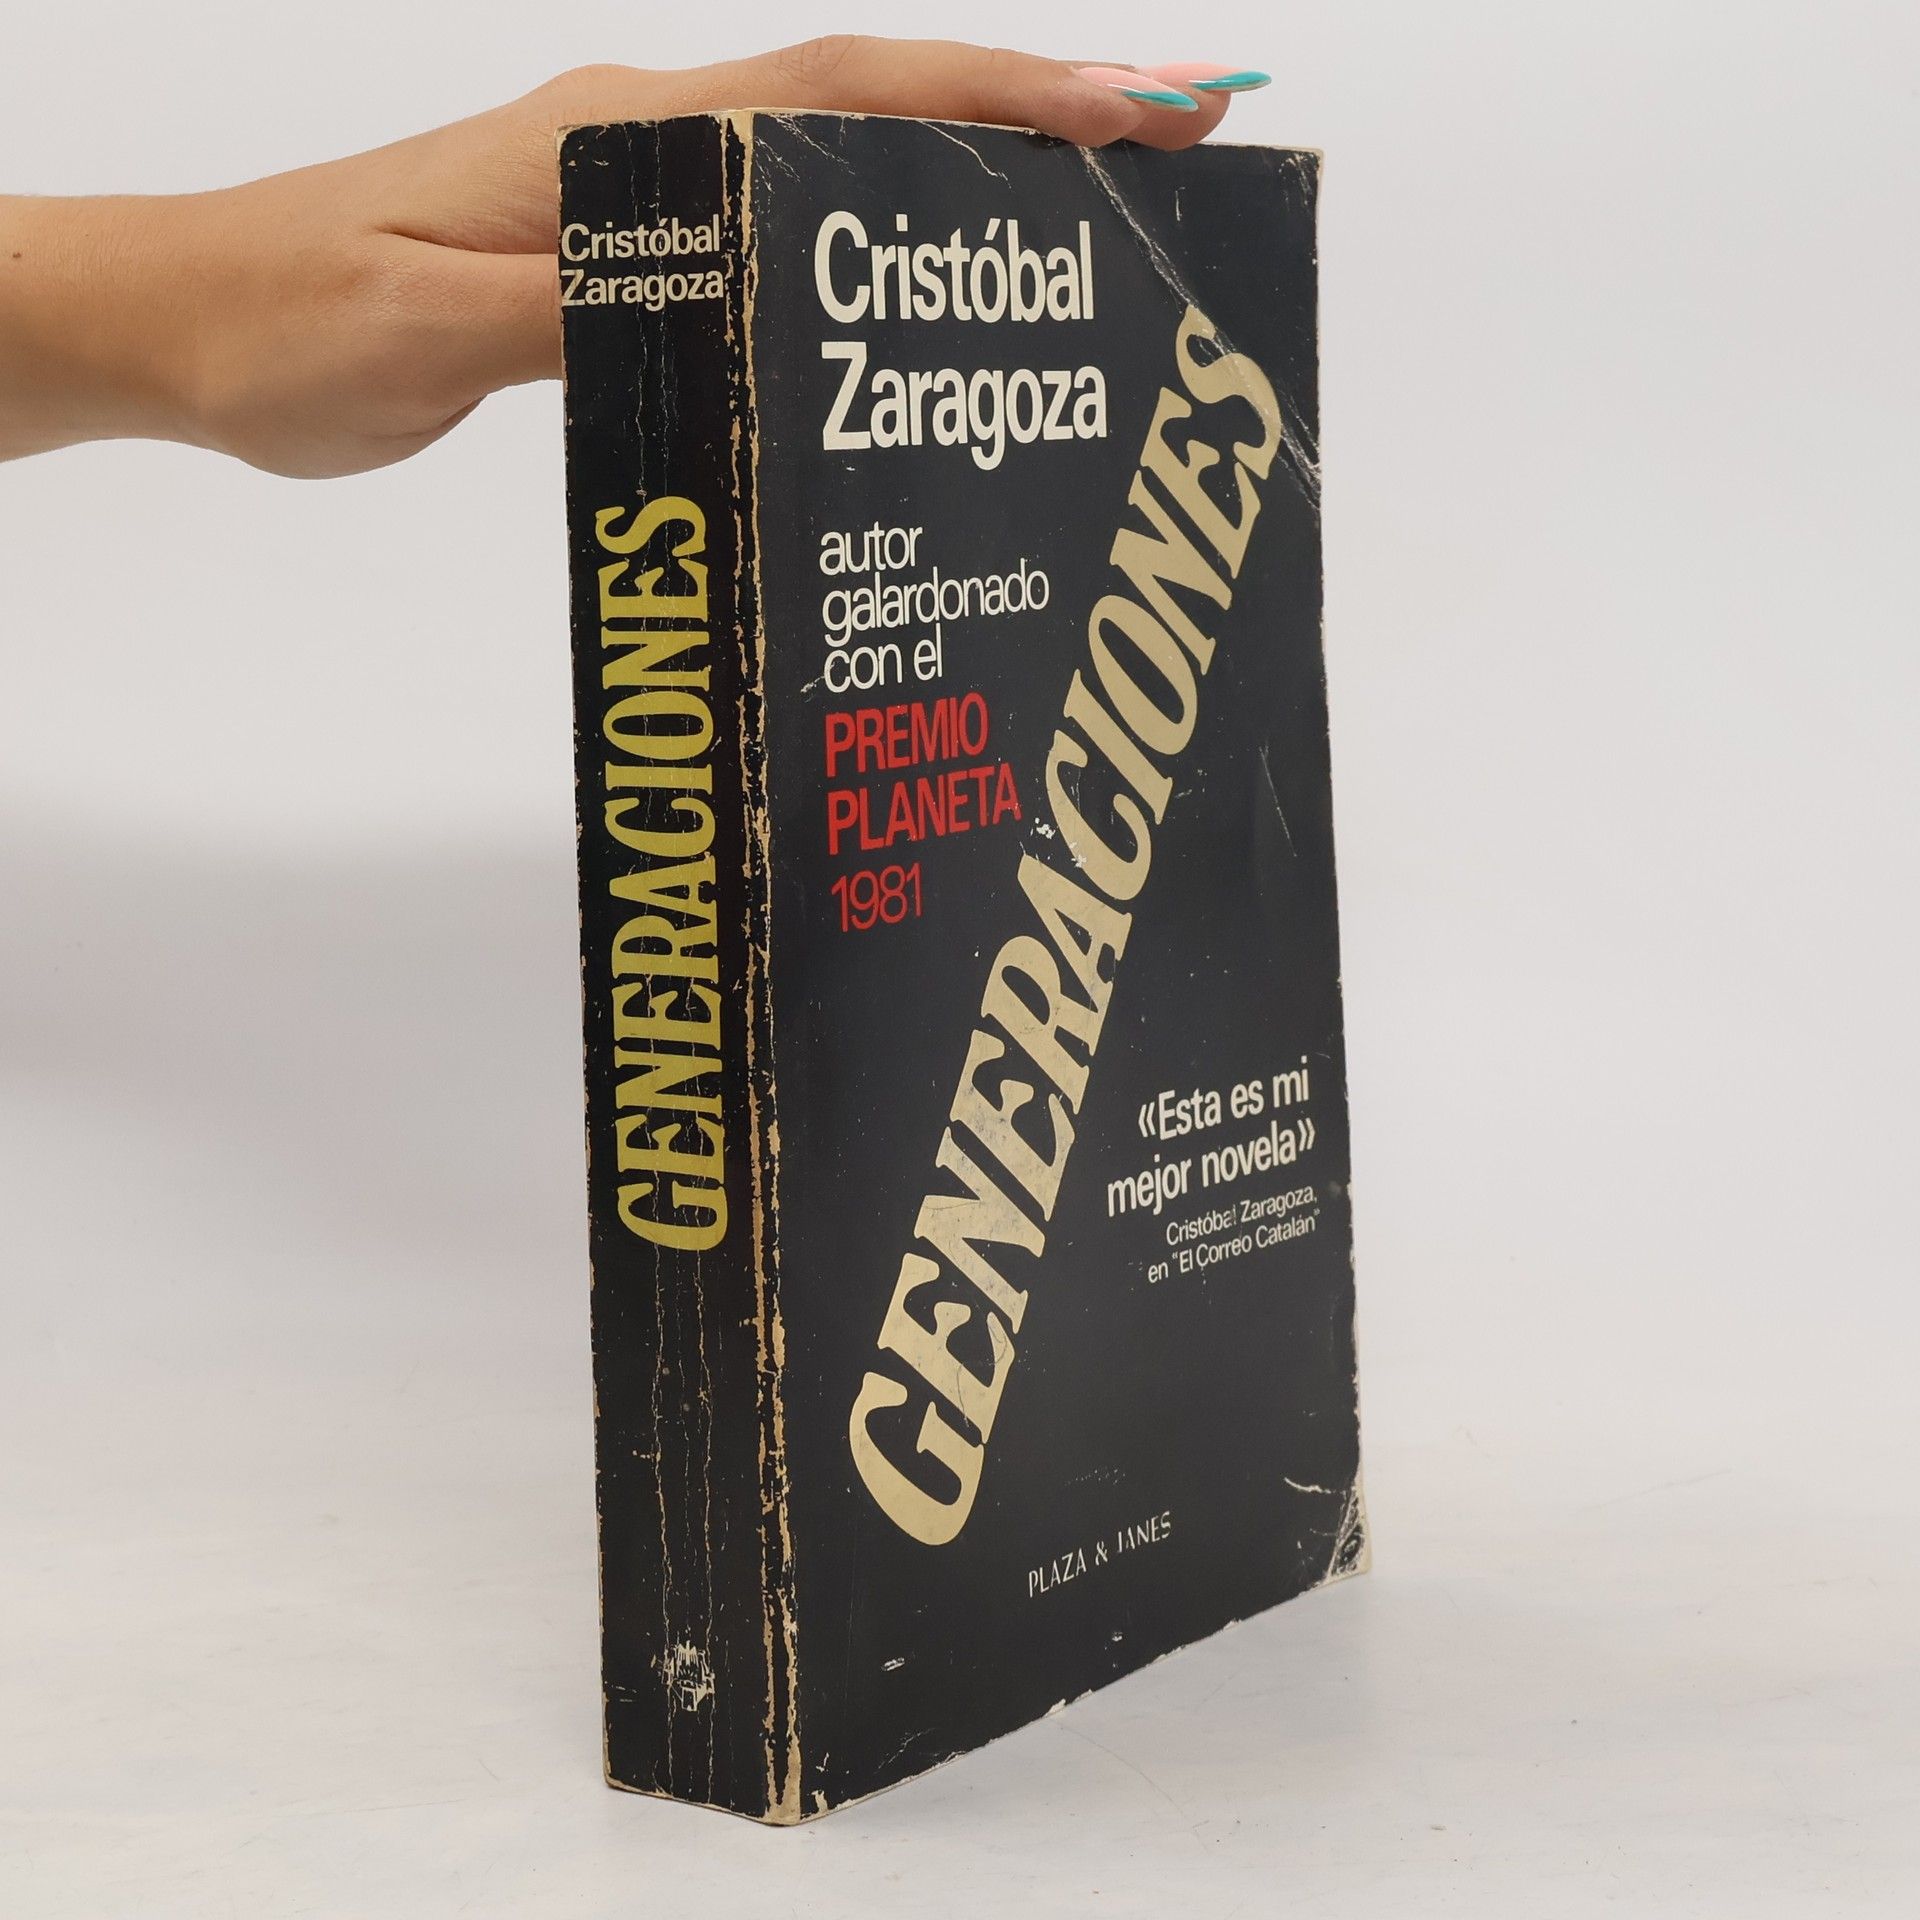 Cristóbal
Zaragoza
GENERACIONES
Cristóbal
Zaragoza
autor
galardonado
con el
PREMIO
PLANETA
1981
GENERACIONES
«Esta es mi
mejor novela»
Cristóbal Zaragoza,
en "El Correo Catalán"
PLAZA & JANES